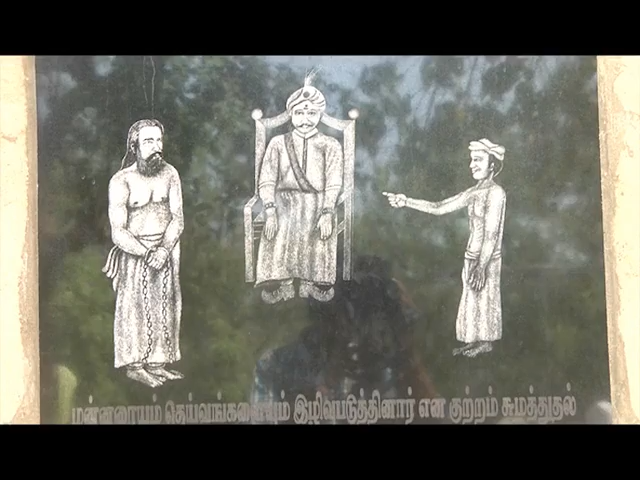 மன்னரையும் தெய்வங்களையும் இழிவுபடுத்தினார் என குற்றம் சுமத்துதல்